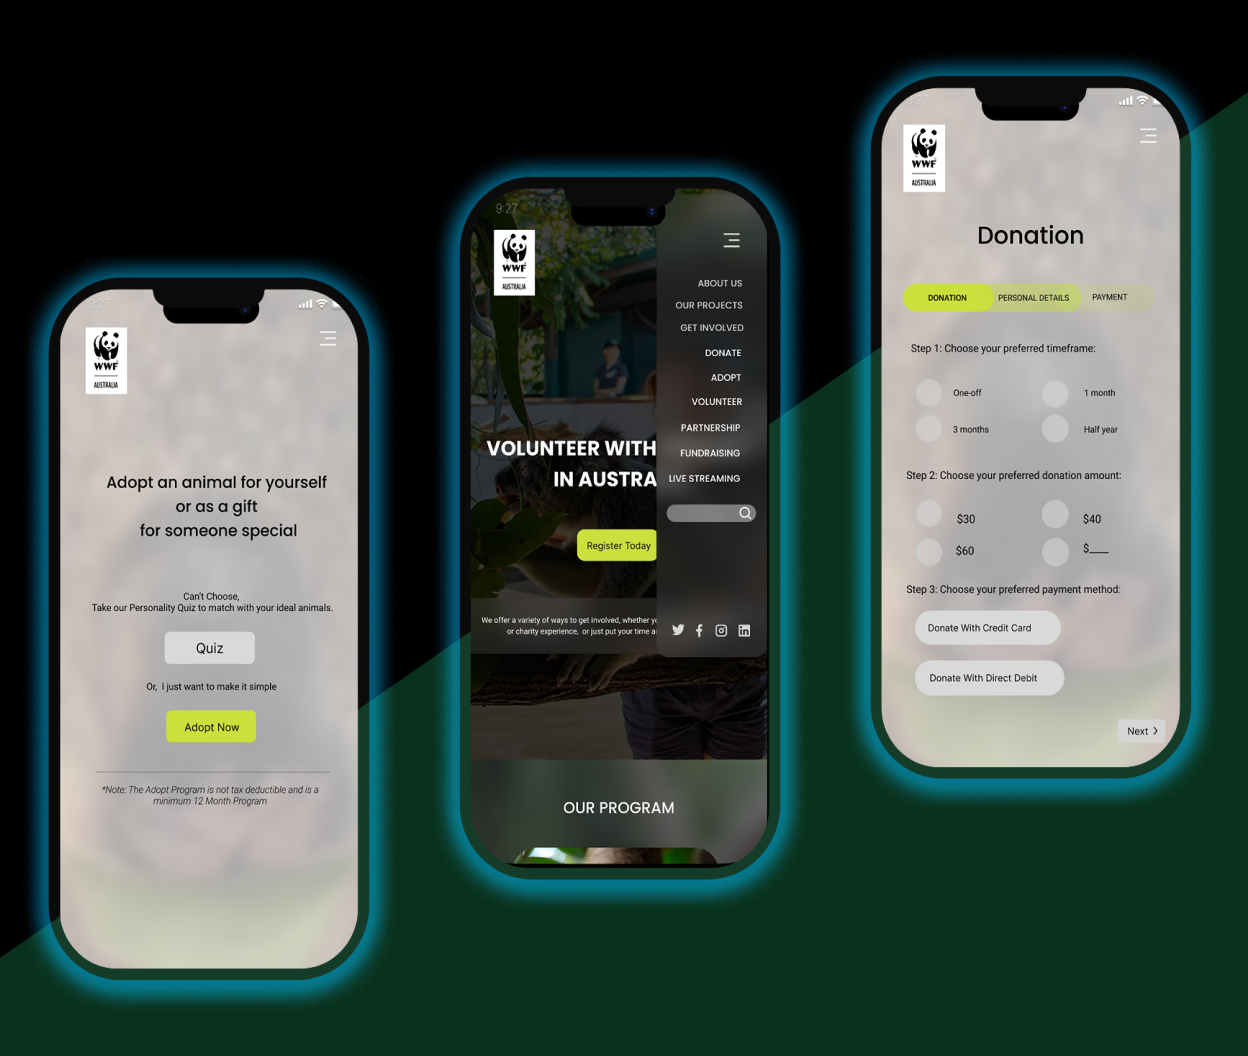 9:27
WWF
AUSTRALIA
Adopt an animal for yourself
or as a gift
for someone special
Can't Choose,
Take our Personality Quiz to match with your ideal animals.
Quiz
Or, I just want to make it simple
Adopt Now
*Note: The Adopt Program is not tax deductible and is a
minimum 12 Month Program
9:27
WWF
AUSTRALIA
ABOUT US
OUR PROJECTS
GET INVOLVED
DONATE
ADOPT
VOLUNTEER
PARTNERSHIP
FUNDRAISING
LIVE STREAMING
VOLUNTEER WITH
IN AUSTRA
Register Today
We offer a variety of ways to get involved, whether
or charity experience, or just put your time
OUR PROGRAM
9:27
WWF
AUSTRALIA
Donation
DONATION PERSONAL DETAILS PAYMENT
Step 1: Choose your preferred timeframe:
One-off 1 month
3 months Half year
Step 2: Choose your preferred donation amount:
$30 $40
$60 $___
Step 3: Choose your preferred payment method:
Donate With Credit Card
Donate With Direct Debit
Next >